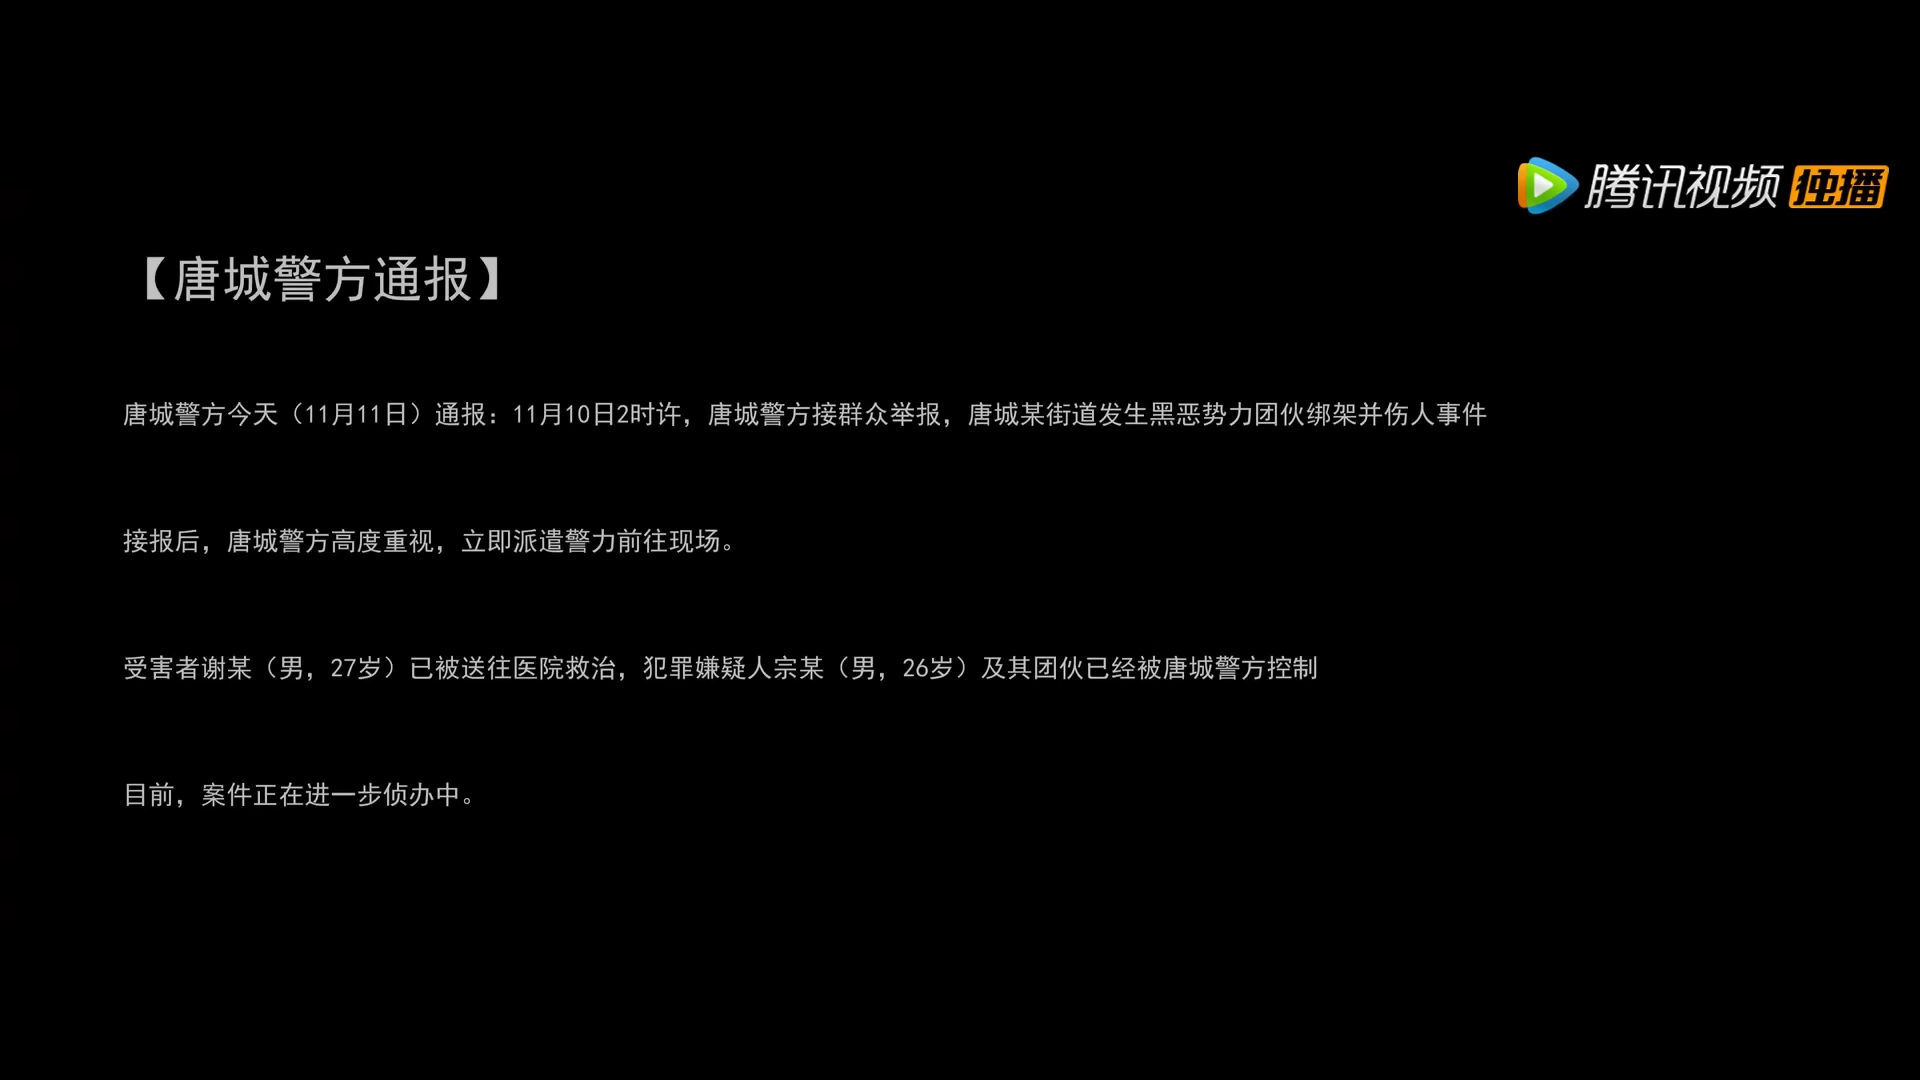 腾讯视频 独播
【唐城警方通报】
唐城警方今天（11月11日）通报：11月10日2时许，唐城警方接群众举报，唐城某街道发生黑恶势力团伙绑架并伤人事件
接报后，唐城警方高度重视，立即派遣警力前往现场。
受害者谢某（男，27岁）已被送往医院救治，犯罪嫌疑人宗某（男，26岁）及其团伙已经被唐城警方控制
目前，案件正在进一步侦办中。